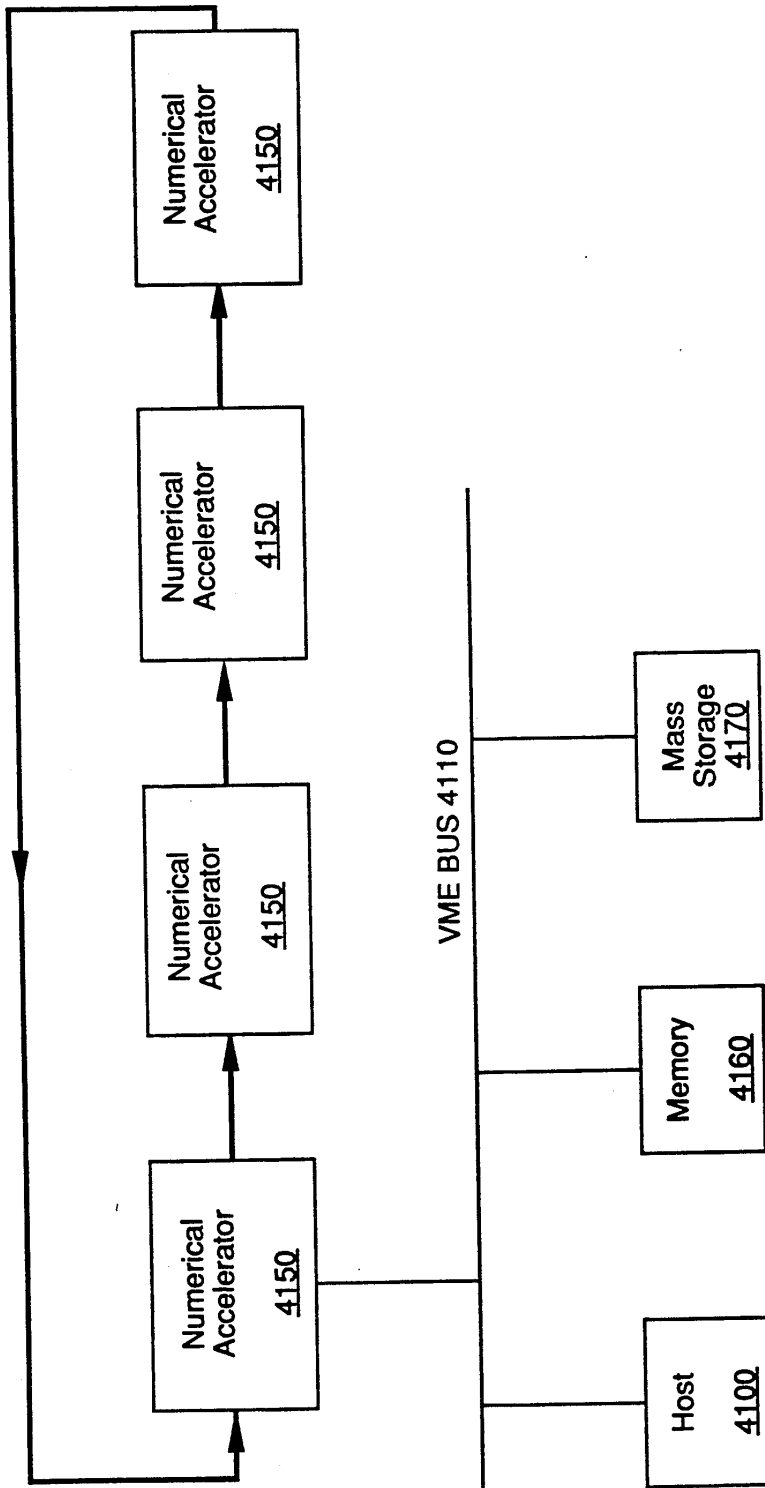 Numerical
Accelerator
4150
Numerical
Accelerator
4150
Numerical
Accelerator
4150
Numerical
Accelerator
4150
VME BUS 4110
Host
4100
Memory
4160
Mass
Storage
4170